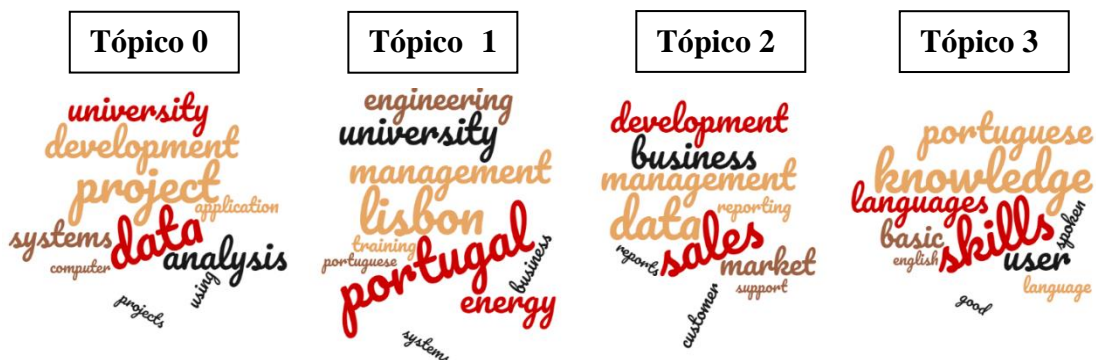 Tópico 0
university
development
project
application
systems
data
analysis
computer
using
projects
Tópico 1
engineering
university
management
lisbon
training
portuguese
portugal
business
energy
systems
Tópico 2
development
business
management
data
reporting
reports
sales
market
support
customer
Tópico 3
portuguese
knowledge
languages
skills
spoken
basic
english
user
language
good